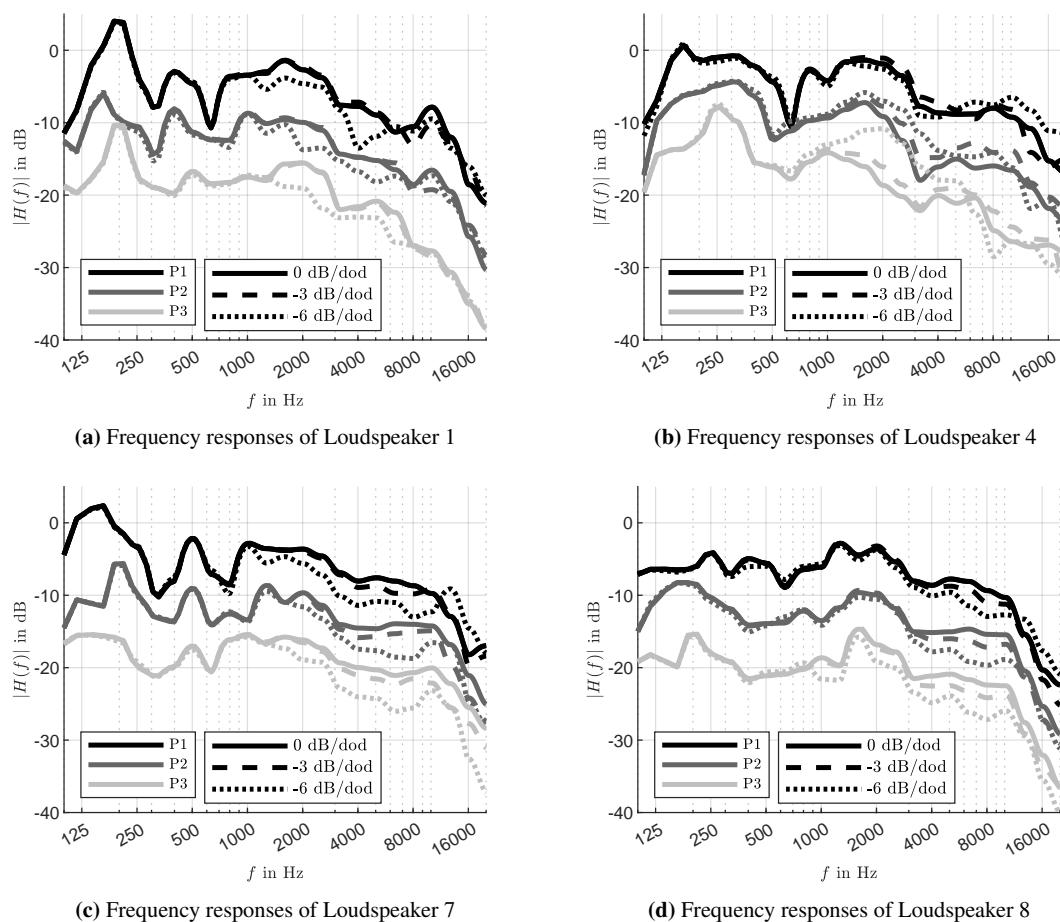 0
-10
-20
-30
-40
|H(f)| in dB
P1
P2
P3
0 dB/dod
-3 dB/dod
-6 dB/dod
125
250
500
1000
2000
4000
8000
16000
f in Hz
(a) Frequency responses of Loudspeaker 1
0
-10
-20
-30
-40
|H(f)| in dB
P1
P2
P3
0 dB/dod
-3 dB/dod
-6 dB/dod
125
250
500
1000
2000
4000
8000
16000
f in Hz
(b) Frequency responses of Loudspeaker 4
0
-10
-20
-30
-40
|H(f)| in dB
P1
P2
P3
0 dB/dod
-3 dB/dod
-6 dB/dod
125
250
500
1000
2000
4000
8000
16000
f in Hz
(c) Frequency responses of Loudspeaker 7
0
-10
-20
-30
-40
|H(f)| in dB
P1
P2
P3
0 dB/dod
-3 dB/dod
-6 dB/dod
125
250
500
1000
2000
4000
8000
16000
f in Hz
(d) Frequency responses of Loudspeaker 8